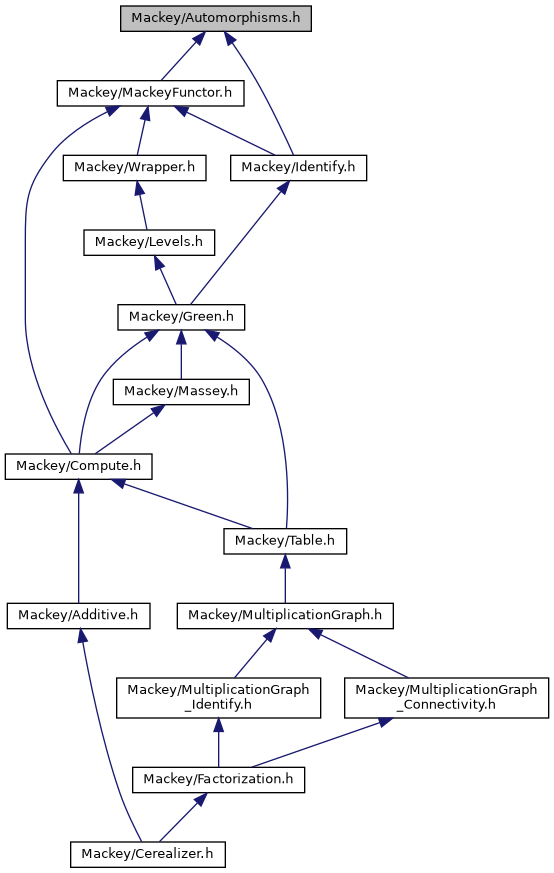 Mackey/Automorphisms.h
Mackey/MackeyFunctor.h
Mackey/Wrapper.h
Mackey/Identify.h
Mackey/Levels.h
Mackey/Green.h
Mackey/Massey.h
Mackey/Compute.h
Mackey/Table.h
Mackey/Additive.h
Mackey/MultiplicationGraph.h
Mackey/MultiplicationGraph
_Identify.h
Mackey/MultiplicationGraph
_Connectivity.h
Mackey/Factorization.h
Mackey/Cerealizer.h